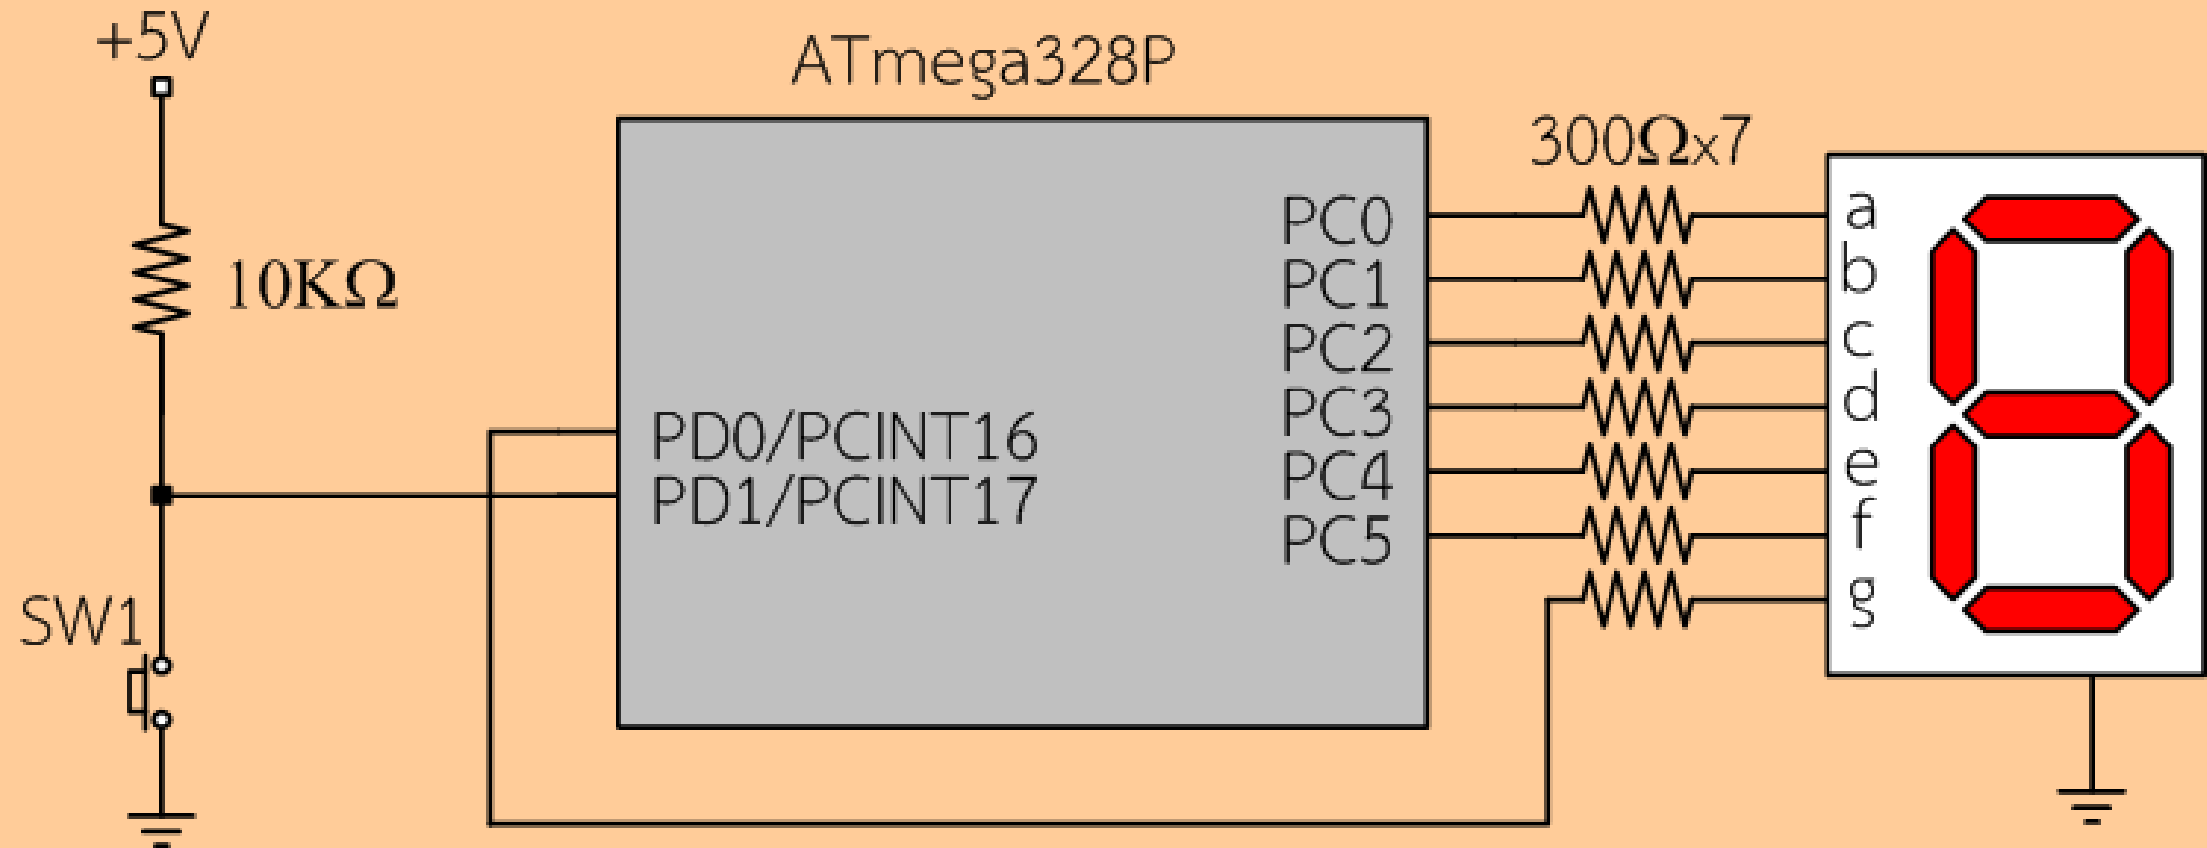 +5V
ATmega328P
300Ωx7
10KΩ
PD0/PCINT16
PD1/PCINT17
SW1
PC0
PC1
PC2
PC3
PC4
PC5
a
b
c
d
e
f
g